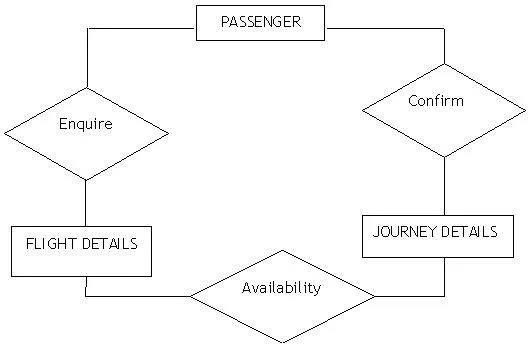 PASSENGER
Enquire
Confirm
FLIGHT DETAILS
JOURNEY DETAILS
Availability